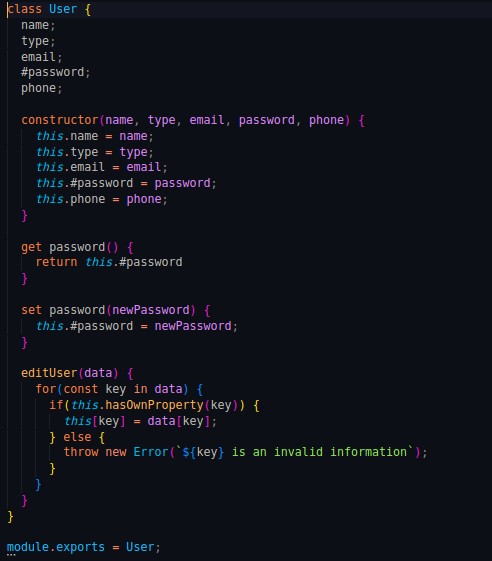 class User {
  name;
  type;
  email;
  #password;
  phone;

  constructor(name, type, email, password, phone) {
    this.name = name;
    this.type = type;
    this.email = email;
    this.#password = password;
    this.phone = phone;
  }

  get password() {
    return this.#password
  }

  set password(newPassword) {
    this.#password = newPassword;
  }

  editUser(data) {
    for(const key in data) {
      if(this.hasOwnProperty(key)) {
        this[key] = data[key];
      } else {
        throw new Error(`${key} is an invalid information`);
      }
    }
  }
}

module.exports = User;